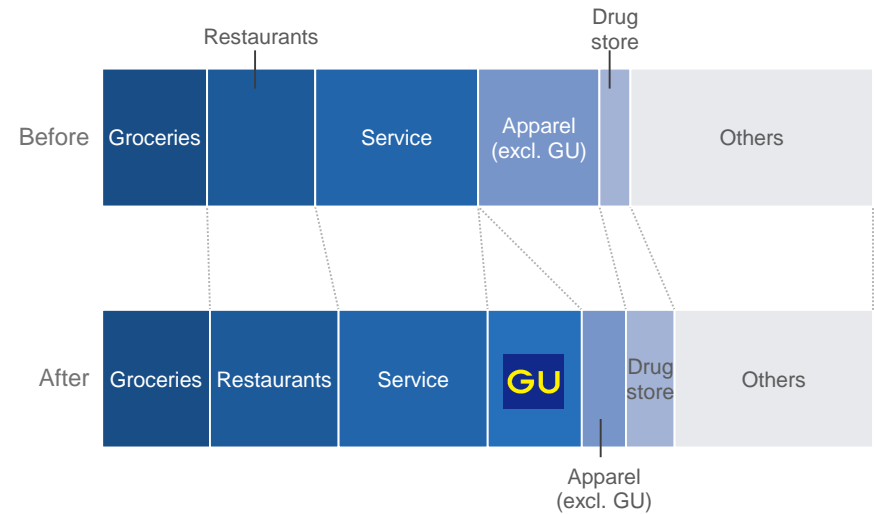 Restaurants
Drug
store
Before
Groceries
Service
Apparel
(excl. GU)
Others
After
Groceries
Restaurants
Service
GU
Drug
store
Others
Apparel
(excl. GU)